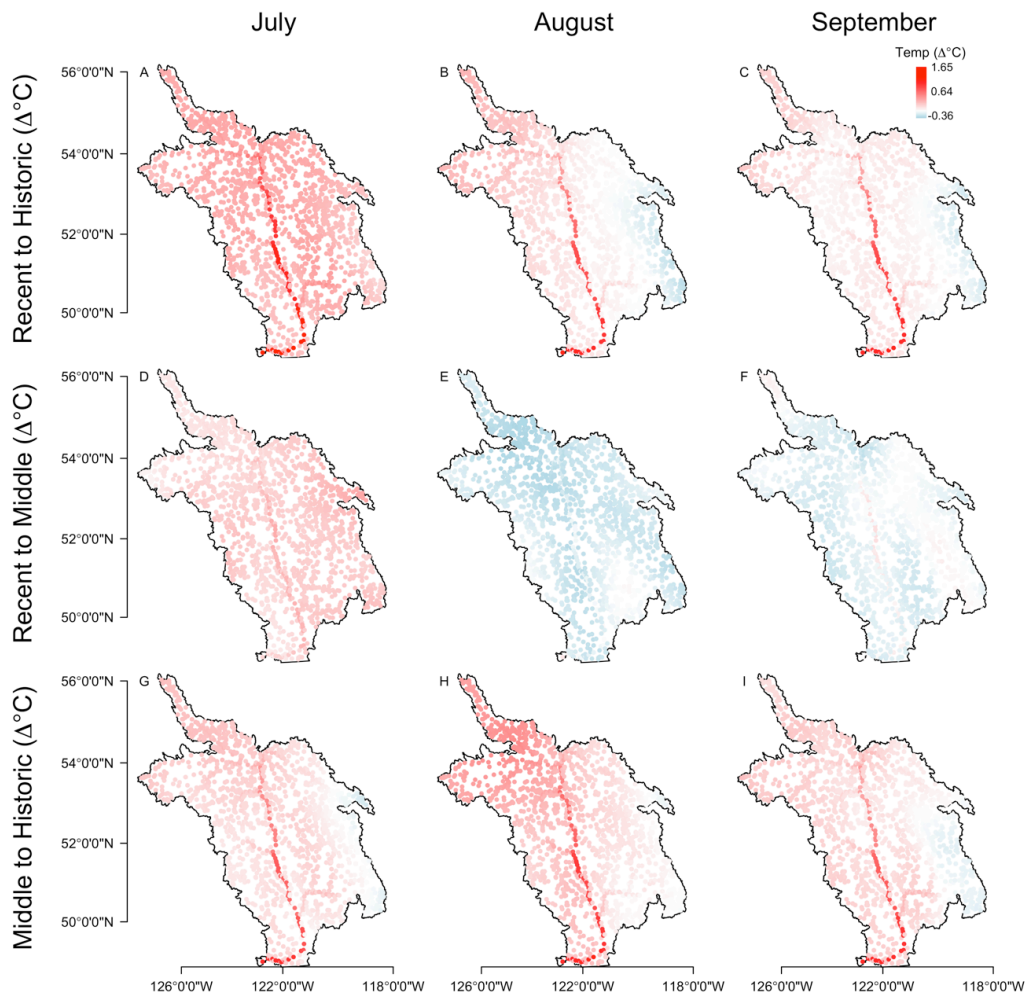 July August September
Temp (Δ°C)
1.65
0.64
-0.36
Recent to Historic (Δ°C)
A B C
56°0'0"N
54°0'0"N
52°0'0"N
50°0'0"N
Recent to Middle (Δ°C)
D E F
56°0'0"N
54°0'0"N
52°0'0"N
50°0'0"N
Middle to Historic (Δ°C)
G H I
56°0'0"N
54°0'0"N
52°0'0"N
50°0'0"N
126°0'0"W 122°0'0"W 118°0'0"W 126°0'0"W 122°0'0"W 118°0'0"W 126°0'0"W 122°0'0"W 118°0'0"W